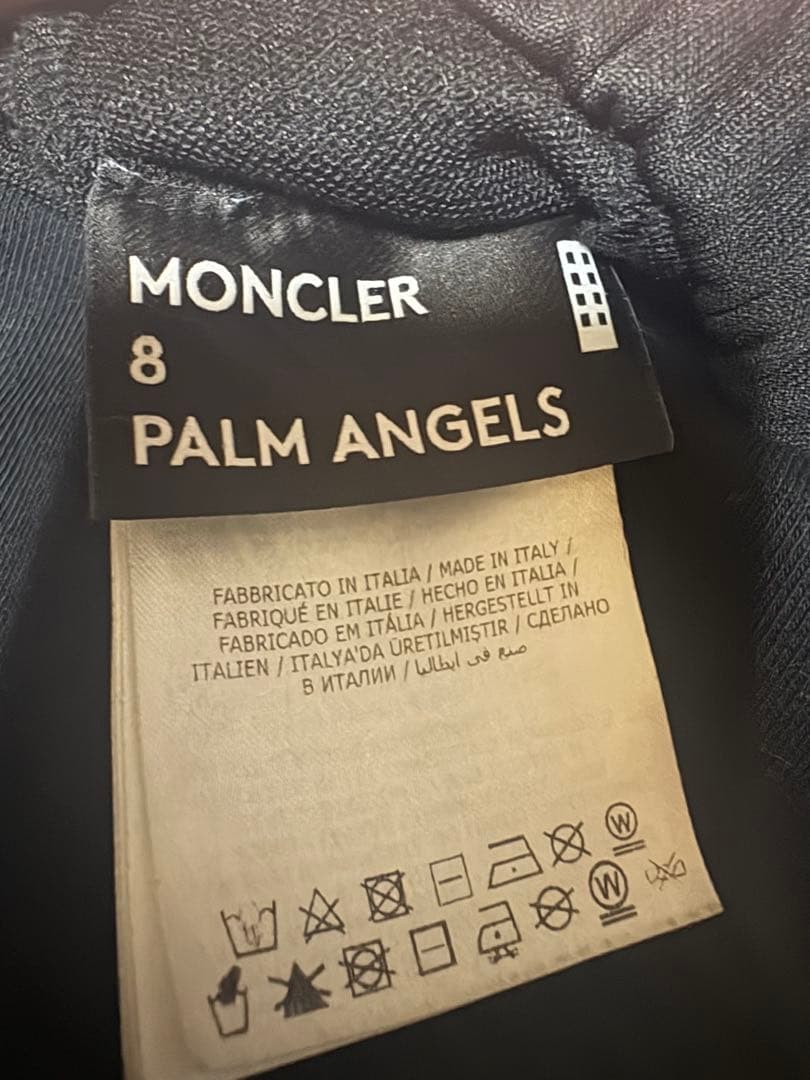 MONCLER
8
PALM ANGELS
FABBRICATO IN ITALIA / MADE IN ITALY /
FABRIQUÉ EN ITALIE / HECHO EN ITALIA /
FABRICADO EM ITÁLIA / HERGESTELLT IN
ITALIEN / ITALYA'DA ÜRETILMIŞTIR / СДЕЛАНО
В ИТАЛИИ / صنع في ايطاليا
W
W